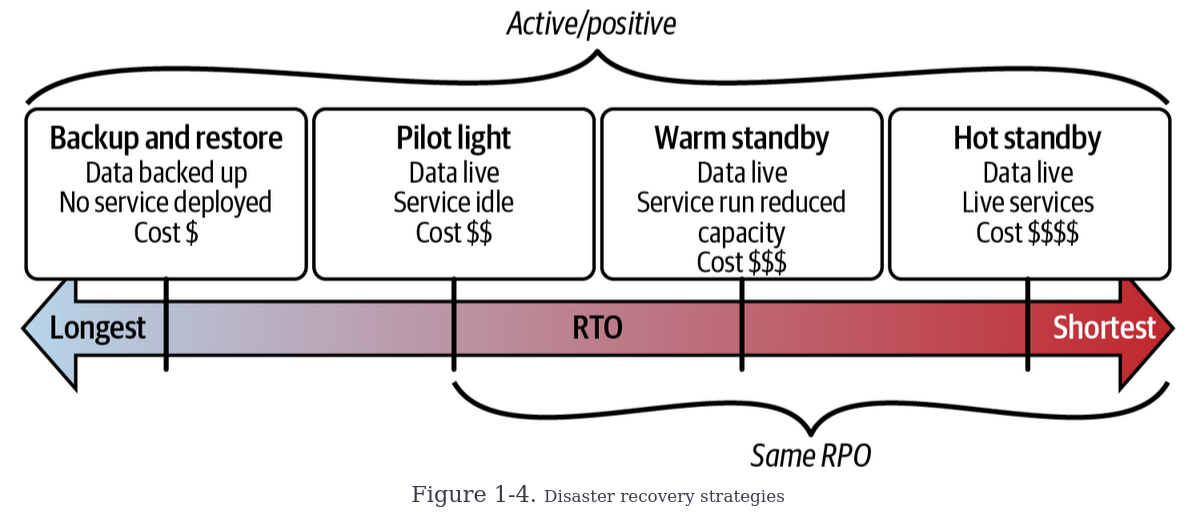 Active/positive
Backup and restore
Data backed up
No service deployed
Cost $
Pilot light
Data live
Service idle
Cost $$
Warm standby
Data live
Service run reduced
capacity
Cost $$$
Hot standby
Data live
Live services
Cost $$$$
Longest
RTO
Shortest
Same RPO
Figure 1-4. Disaster recovery strategies